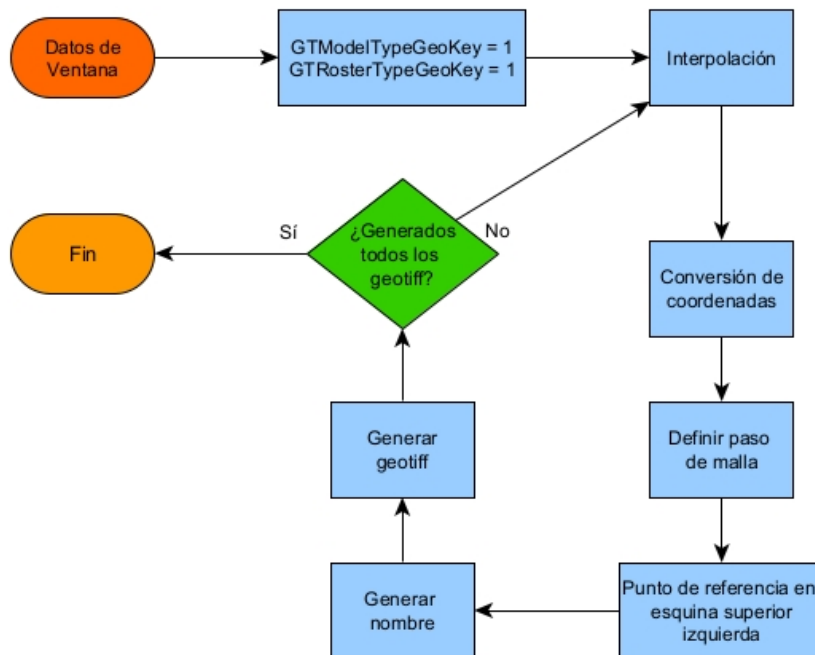 Datos de
Ventana
GTModelTypeGeoKey = 1
GTRosterTypeGeoKey = 1
Interpolación
¿Generados
todos los
geotiff?
Sí
No
Fin
Conversión de
coordenadas
Generar
geotiff
Definir paso
de malla
Generar
nombre
Punto de referencia en
esquina superior
izquierda